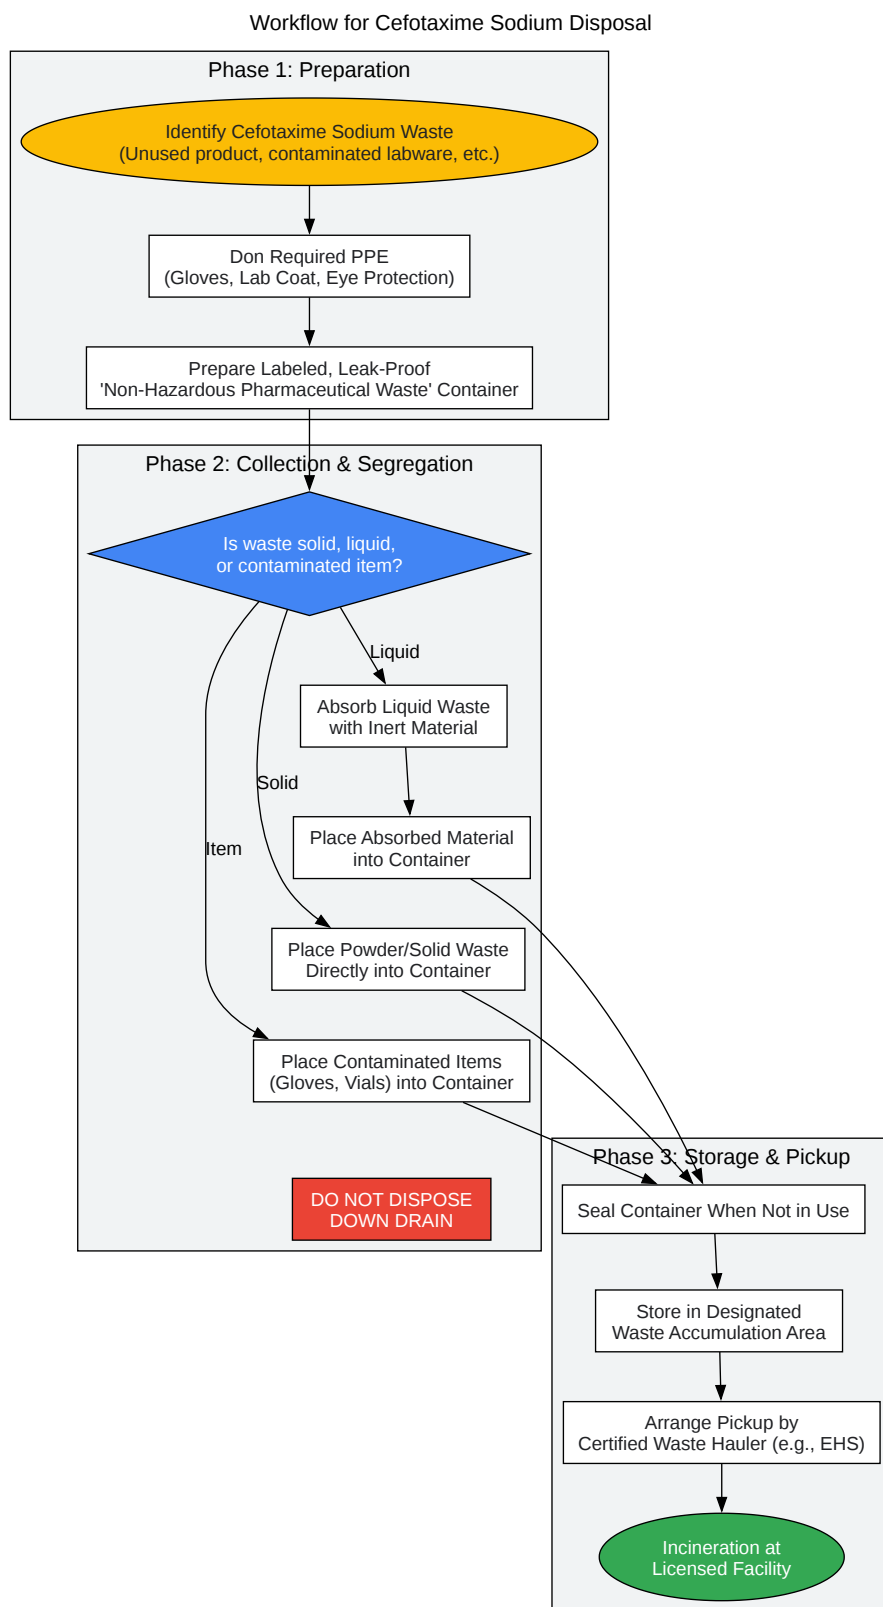 Workflow for Cefotaxime Sodium Disposal
Phase 1: Preparation
Identify Cefotaxime Sodium Waste
(Unused product, contaminated labware, etc.)
Don Required PPE
(Gloves, Lab Coat, Eye Protection)
Prepare Labeled, Leak-Proof
'Non-Hazardous Pharmaceutical Waste' Container
Phase 2: Collection & Segregation
Is waste solid, liquid,
or contaminated item?
Liquid
Absorb Liquid Waste
with Inert Material
Solid
Place Absorbed Material
into Container
Item
Place Powder/Solid Waste
Directly into Container
Place Contaminated Items
(Gloves, Vials) into Container
DO NOT DISPOSE
DOWN DRAIN
Phase 3: Storage & Pickup
Seal Container When Not in Use
Store in Designated
Waste Accumulation Area
Arrange Pickup by
Certified Waste Hauler (e.g., EHS)
Incineration at
Licensed Facility